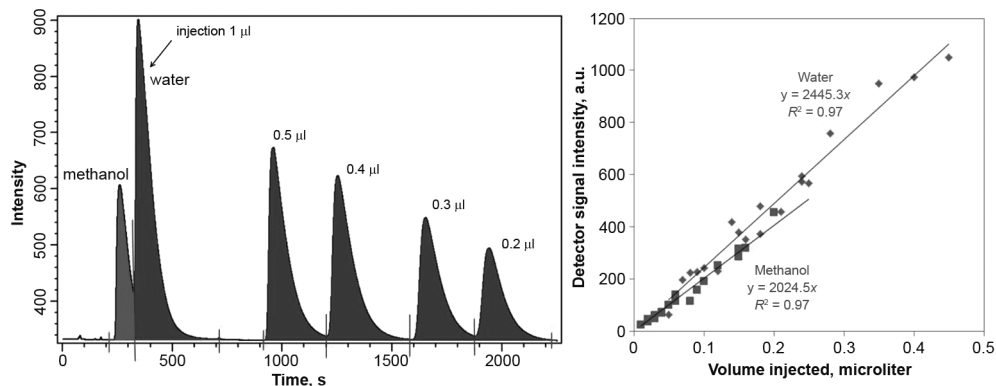 900
800
700
600
500
400
Intensity
injection 1 μl
water
methanol
0.5 μl
0.4 μl
0.3 μl
0.2 μl
0 500 1000 1500 2000
Time, s
1200
1000
800
600
400
200
0
Detector signal intensity, a.u.
Water
y = 2445.3x
R² = 0.97
Methanol
y = 2024.5x
R² = 0.97
0 0.1 0.2 0.3 0.4 0.5
Volume injected, microliter